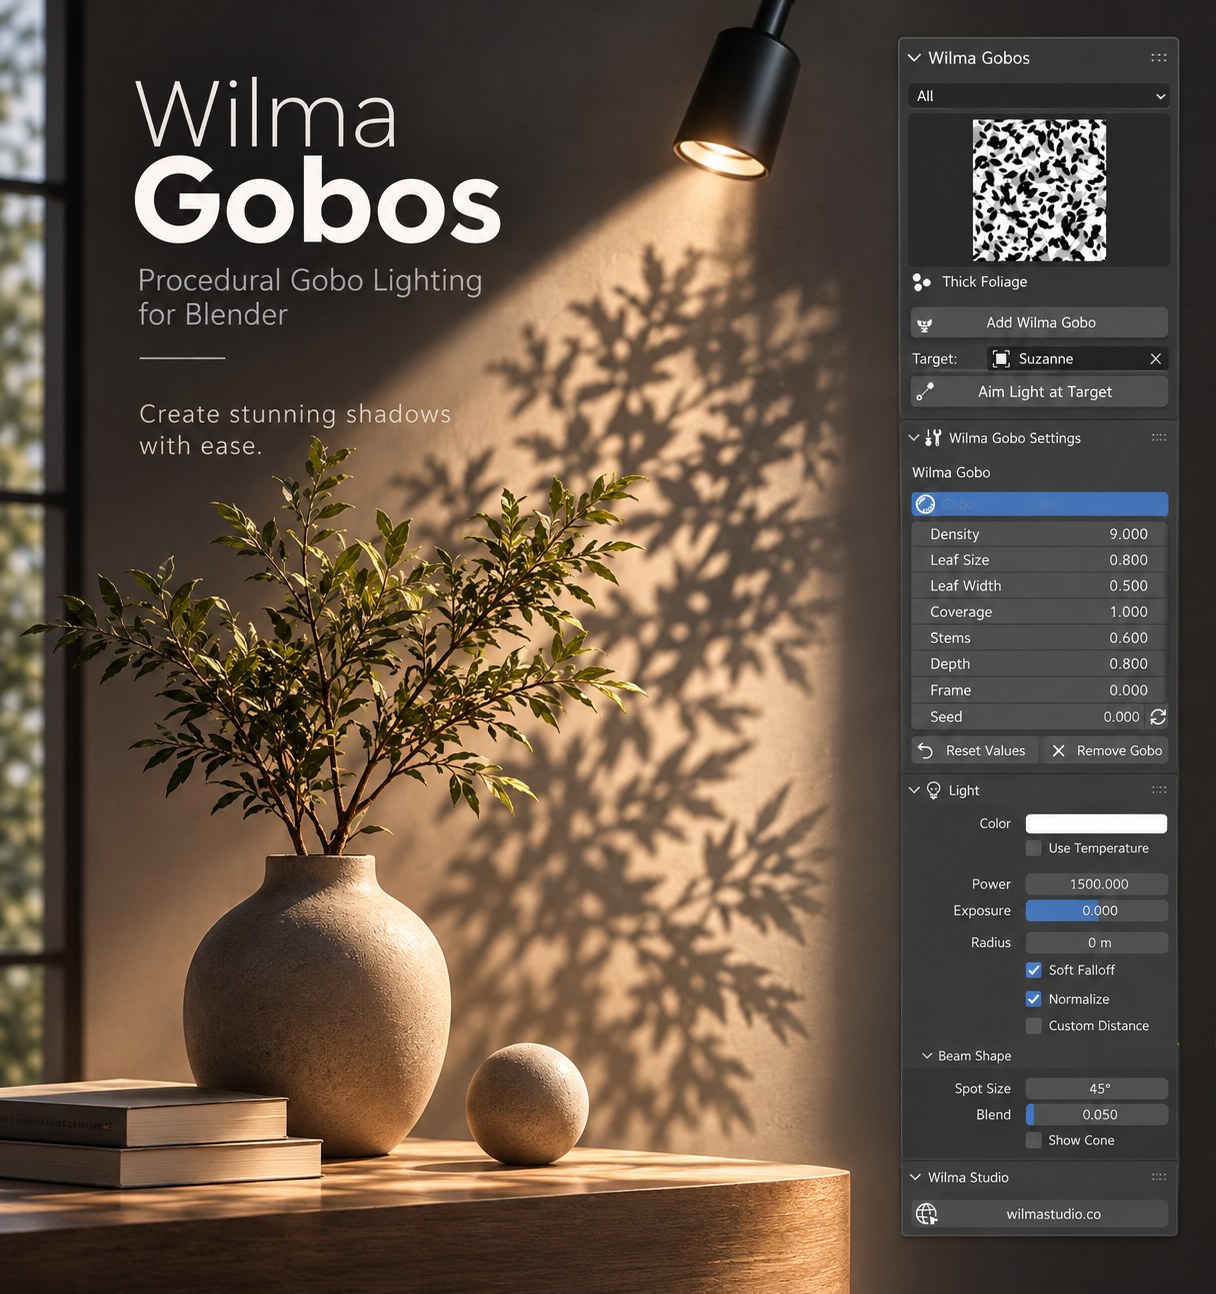 Wilma
Gobos
Procedural Gobo Lighting
for Blender
Create stunning shadows
with ease.
Wilma Gobos
All
Thick Foliage
Add Wilma Gobo
Target: Suzanne
Aim Light at Target
Wilma Gobo Settings
Wilma Gobo
Gobo
Density 9.000
Leaf Size 0.800
Leaf Width 0.500
Coverage 1.000
Stems 0.600
Depth 0.800
Frame 0.000
Seed 0.000
Reset Values Remove Gobo
Light
Color
Use Temperature
Power 1500.000
Exposure 0.000
Radius 0 m
Soft Falloff
Normalize
Custom Distance
Beam Shape
Spot Size 45°
Blend 0.050
Show Cone
Wilma Studio
wilmastudio.co